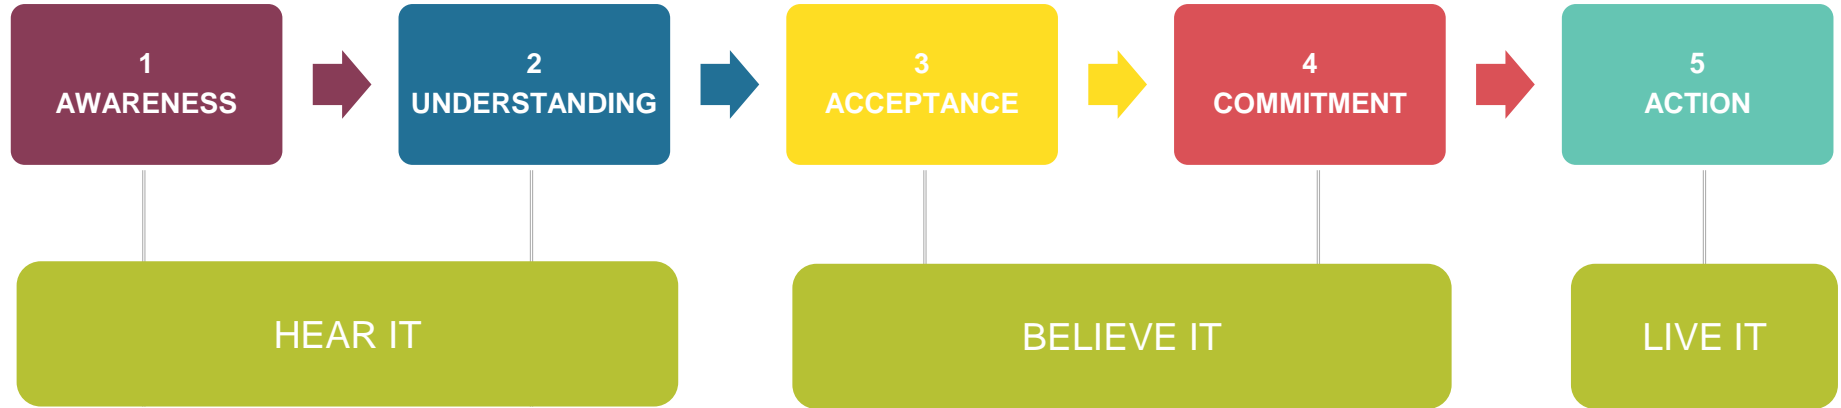 1
AWARENESS
2
UNDERSTANDING
3
ACCEPTANCE
4
COMMITMENT
5
ACTION
HEAR IT
BELIEVE IT
LIVE IT